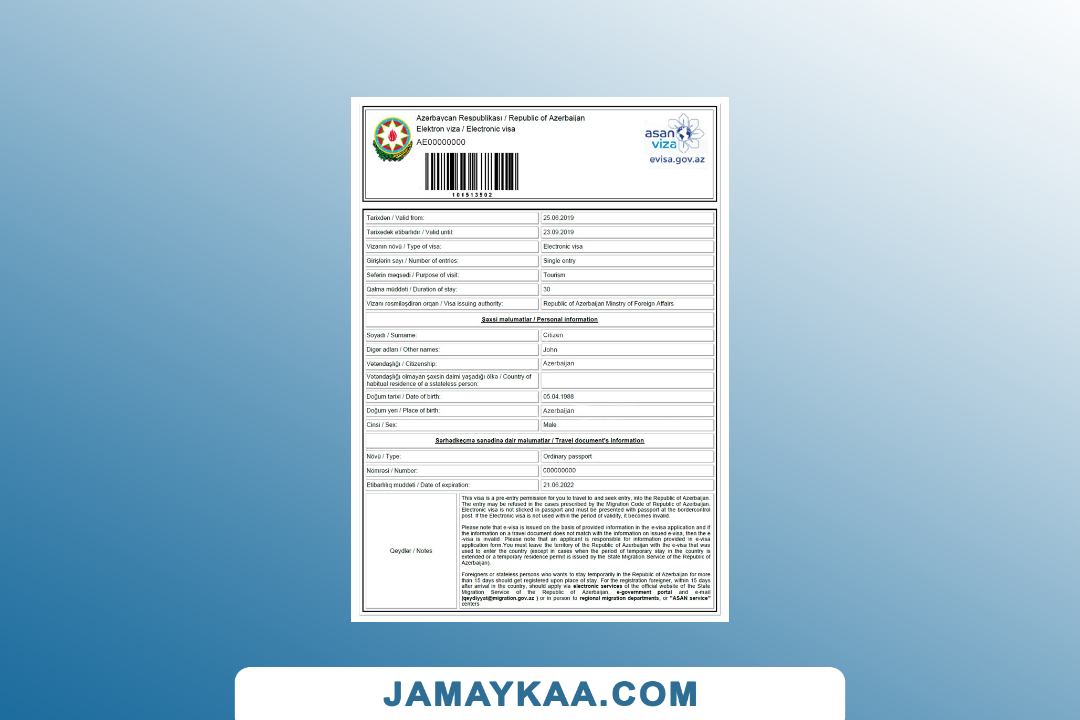 Azərbaycan Respublikası / Republic of Azerbaijan
Elektron viza / Electronic visa
AE00000000
101513502
asan
viza
evisa.gov.az
Tarixdən / Valid from: 25.06.2019
Tarixədək etibarlıdır / Valid until: 23.09.2019
Vizanın növü / Type of visa: Electronic visa
Girişlərin sayı / Number of entries: Single entry
Səfərin məqsədi / Purpose of visit: Tourism
Qalma müddəti / Duration of stay: 30
Vizanı rəsmiləşdirən orqan / Visa issuing authority: Republic of Azerbaijan Minstry of Foreign Affairs
Şəxsi məlumatlar / Personal information
Soyadı / Surname: Citizen
Digər adları / Other names: John
Vətəndaşlığı / Citizenship: Azerbaijan
Vətəndaşlığı olmayan şəxsin daimi yaşadığı ölkə / Country of
habitual residence of a sstateless person:
Doğum tarixi / Date of birth: 05.04.1988
Doğum yeri / Place of birth: Azerbaijan
Cinsi / Sex: Male
Sərhədkeçmə sənədinə dair məlumatlar / Travel document's information
Növü / Type: Ordinary passport
Nömrəsi / Number: C00000000
Etibarlılıq müddəti / Date of expiration: 21.06.2022
Qeydlər / Notes
This visa is a pre-entry permission for you to travel to and seek entry, into the Republic of Azerbaijan.
The entry may be refused in the cases prescribed by the Migration Code of Republic of Azerbaijan.
Electronic visa is not sticked in passport and must be presented with passport at the bordercontrol
post. If the Electronic visa is not used within the period of validity, it becomes invalid.
Please note that e-visa is issued on the basis of provided information in the e-visa application and if
the information on a travel document does not match with the information on issued e-visa, then the e
-visa is invalid. Please note that an applicant is responsible for information provided in e-visa
application form.You must leave the territory of the Republic of Azerbaijan with the e-visa that was
used to enter the country (except in cases when the period of temporary stay in the country is
extended or a temporary residence permit is issued by the State Migration Service of the Republic of
Azerbaijan).
Foreigners or stateless persons who wants to stay temporarily in the Republic of Azerbaijan for more
than 15 days should get registered upon place of stay. For the registration foreigner, within 15 days
after arrival in the country, should apply via electronic services of the official website of the State
Migration Service of the Republic of Azerbaijan, e-government portal and e-mail
(qeydiyyat@migration.gov.az ) or in person to regional migration departments, or "ASAN service"
centers
JAMAYKAA.COM